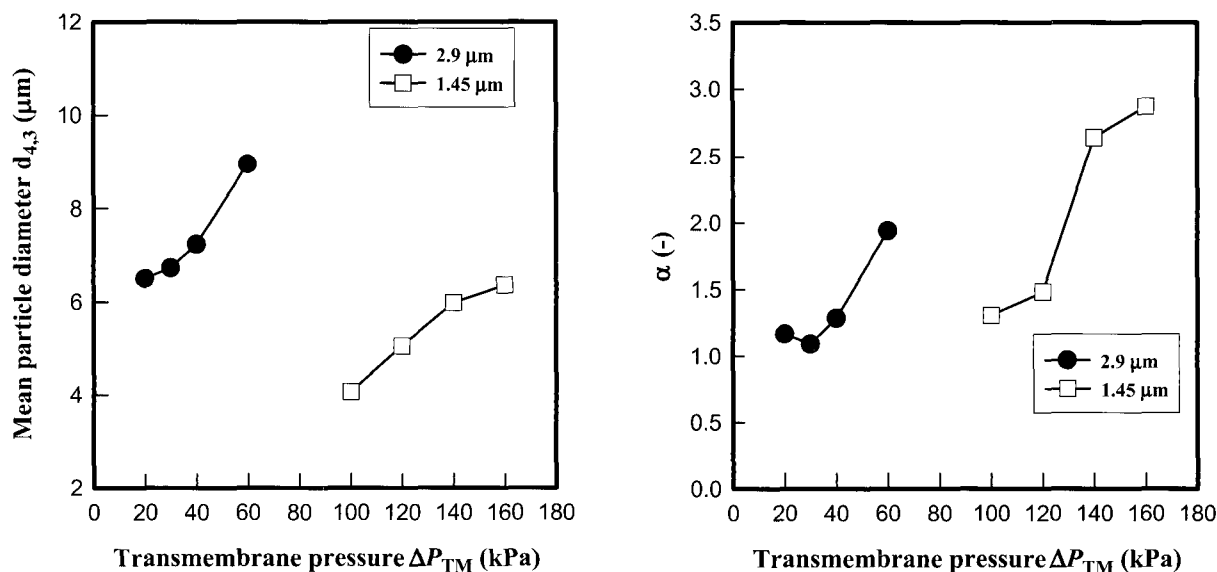 12
10
8
6
4
2
Mean particle diameter d4,3 (μm)
2.9 μm
1.45 μm
0 20 40 60 80 100 120 140 160 180
Transmembrane pressure ΔPTM (kPa)
3.5
3.0
2.5
2.0
1.5
1.0
0.5
0.0
α (-)
2.9 μm
1.45 μm
0 20 40 60 80 100 120 140 160 180
Transmembrane pressure ΔPTM (kPa)